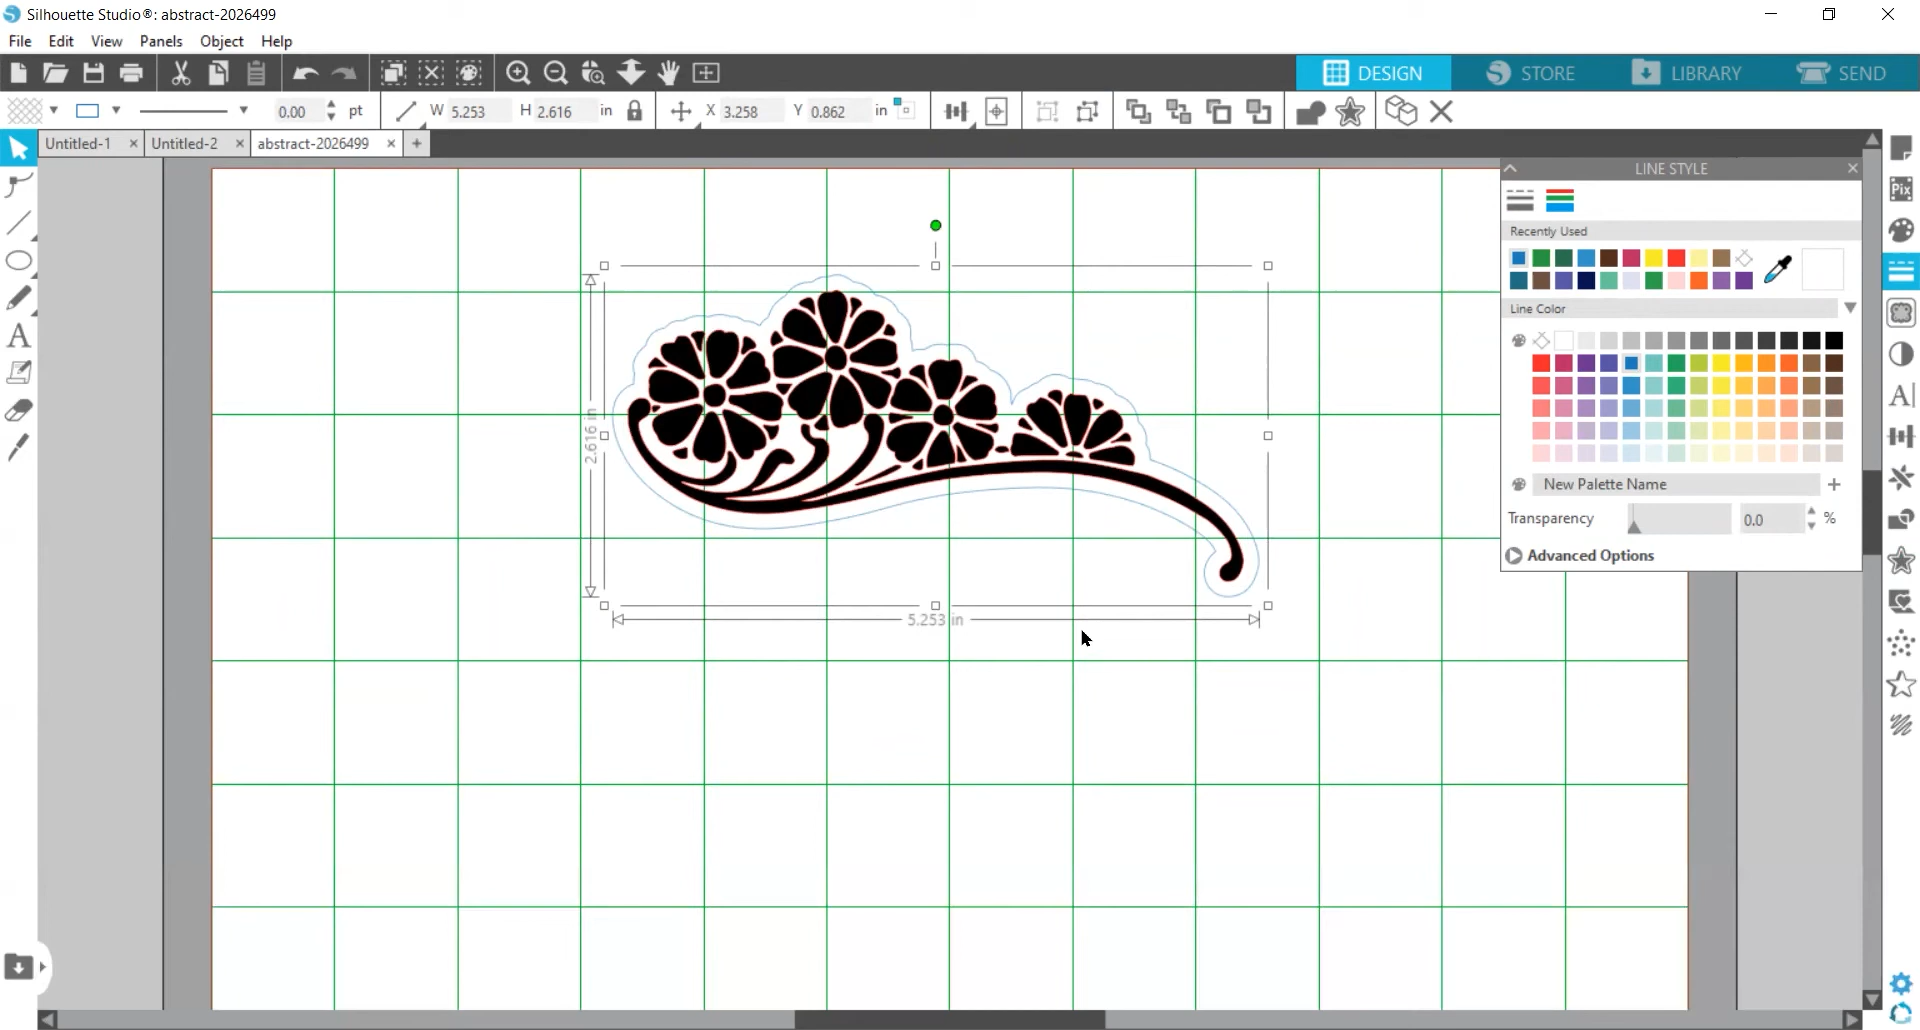 Silhouette Studio®: abstract-2026499
File Edit View Panels Object Help
DESIGN STORE LIBRARY SEND
0.00 pt W 5.253 H 2.616 in X 3.258 Y 0.862 in
Untitled-1 Untitled-2 abstract-2026499
LINE STYLE
Pix
Recently Used
Line Color
New Palette Name
Transparency 0.0 %
Advanced Options
2.616 in
5.253 in